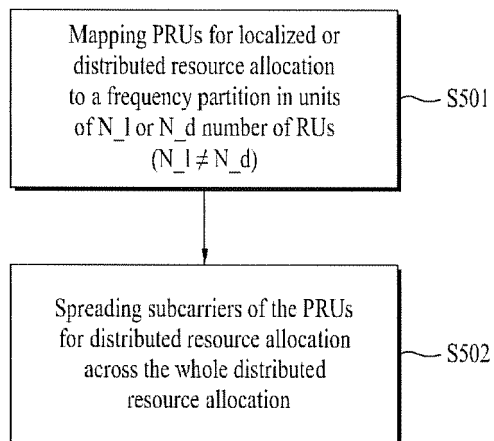 Mapping PRUs for localized or
distributed resource allocation
to a frequency partition in units
of N_l or N_d number of RUs
(N_l ≠ N_d)
S501
Spreading subcarriers of the PRUs
for distributed resource allocation
across the whole distributed
resource allocation
S502